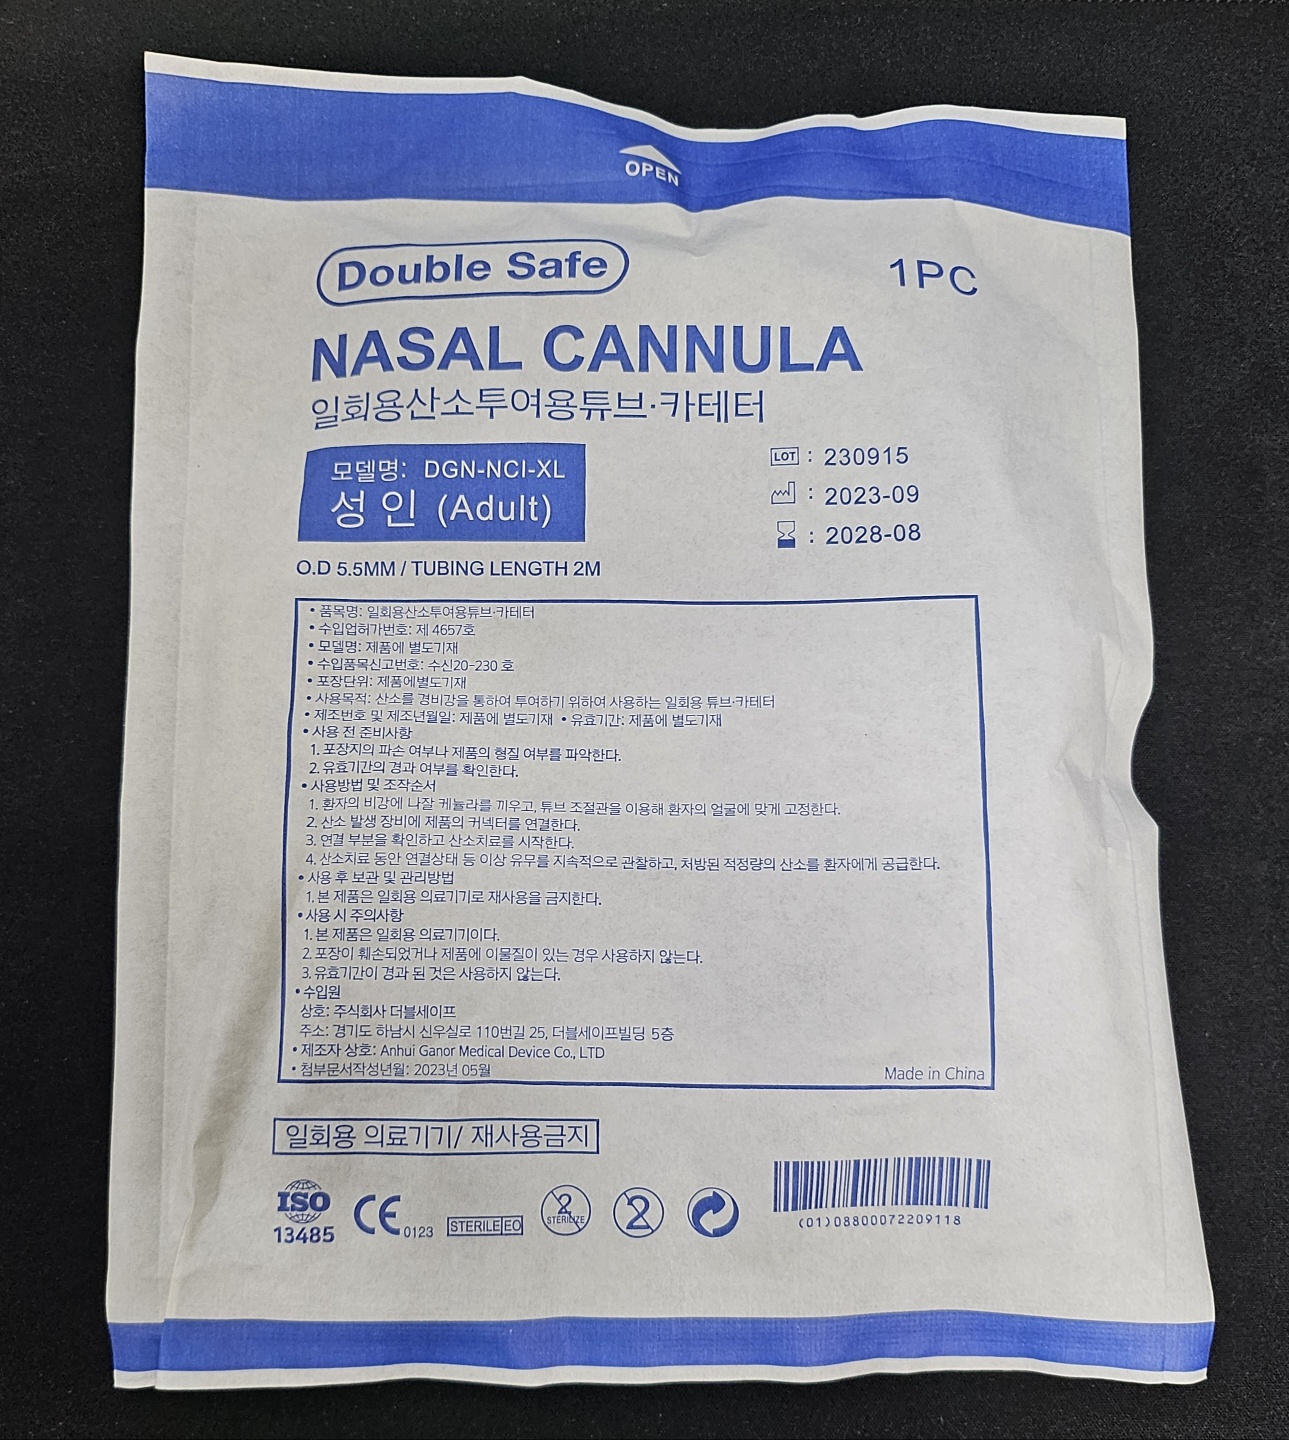 OPEN
Double Safe
1PC
NASAL CANNULA
일회용산소투여용튜브·카테터
모델명: DGN-NCI-XL
성인 (Adult)
LOT : 230915
: 2023-09
: 2028-08
O.D 5.5MM / TUBING LENGTH 2M
• 품목명: 일회용산소투여용튜브·카테터
• 수입업허가번호: 제 4657호
• 모델명: 제품에 별도기재
• 수입품목신고번호: 수신20-230 호
• 포장단위: 제품에별도기재
• 사용목적: 산소를 경비강을 통하여 투여하기 위하여 사용하는 일회용 튜브·카테터
• 제조번호 및 제조년월일: 제품에 별도기재 • 유효기간: 제품에 별도기재
• 사용 전 준비사항
1. 포장지의 파손 여부나 제품의 형질 여부를 파악한다.
2. 유효기간의 경과 여부를 확인한다.
• 사용방법 및 조작순서
1. 환자의 비강에 나잘 케뉼라를 끼우고, 튜브 조절관을 이용해 환자의 얼굴에 맞게 고정한다.
2. 산소 발생 장비에 제품의 커넥터를 연결한다.
3. 연결 부분을 확인하고 산소치료를 시작한다.
4. 산소치료 동안 연결상태 등 이상 유무를 지속적으로 관찰하고, 처방된 적정량의 산소를 환자에게 공급한다.
• 사용 후 보관 및 관리방법
1. 본 제품은 일회용 의료기기로 재사용을 금지한다.
• 사용 시 주의사항
1. 본 제품은 일회용 의료기기이다.
2. 포장이 훼손되었거나 제품에 이물질이 있는 경우 사용하지 않는다.
3. 유효기간이 경과 된 것은 사용하지 않는다.
• 수입원
상호: 주식회사 더블세이프
주소: 경기도 하남시 신우실로 110번길 25, 더블세이프빌딩 5층
• 제조자 상호: Anhui Ganor Medical Device Co., LTD
• 첨부문서작성년월: 2023년 05월
Made in China
일회용 의료기기/ 재사용금지
ISO
13485
CE 0123
STERILE EO
2
STERILIZE
2
(01)08800072209118